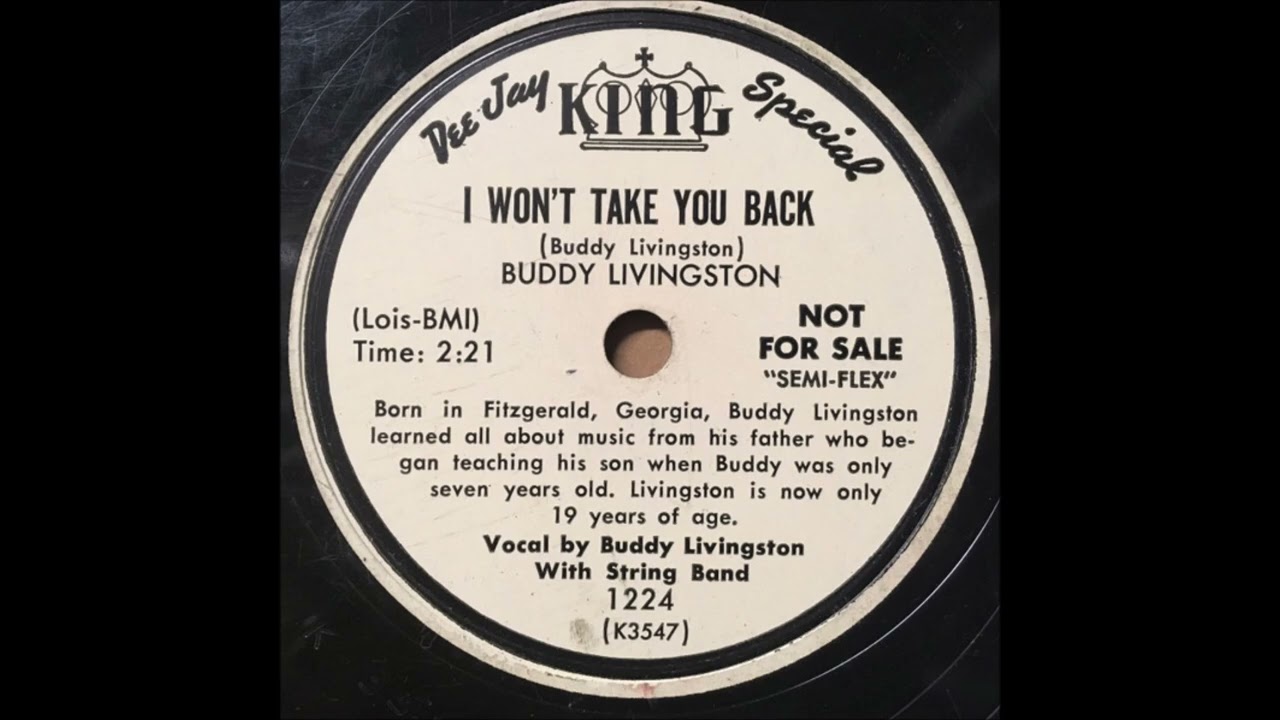 Dee Jay KING Special
I WON'T TAKE YOU BACK
(Buddy Livingston)
BUDDY LIVINGSTON
(Lois-BMI)
Time: 2:21
NOT
FOR SALE
"SEMI-FLEX"
Born in Fitzgerald, Georgia, Buddy Livingston
learned all about music from his father who be-
gan teaching his son when Buddy was only
seven years old. Livingston is now only
19 years of age.
Vocal by Buddy Livingston
With String Band
1224
(K3547)